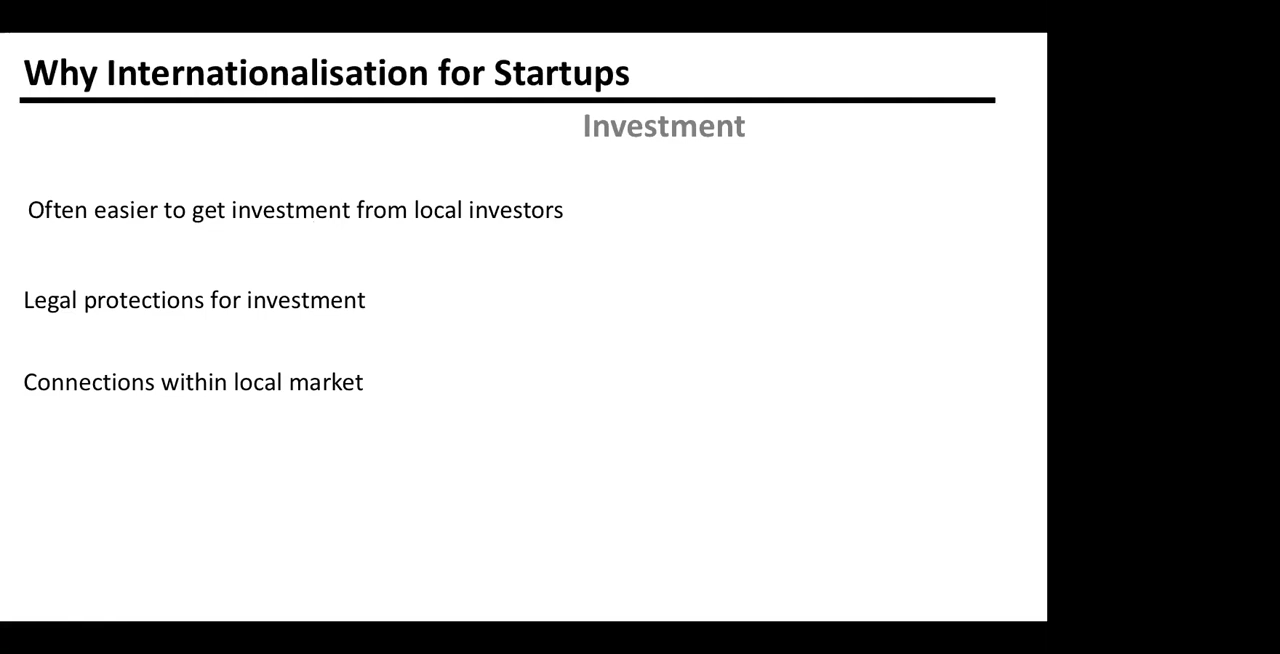 Why Internationalisation for Startups
Investment
Often easier to get investment from local investors
Legal protections for investment
Connections within local market